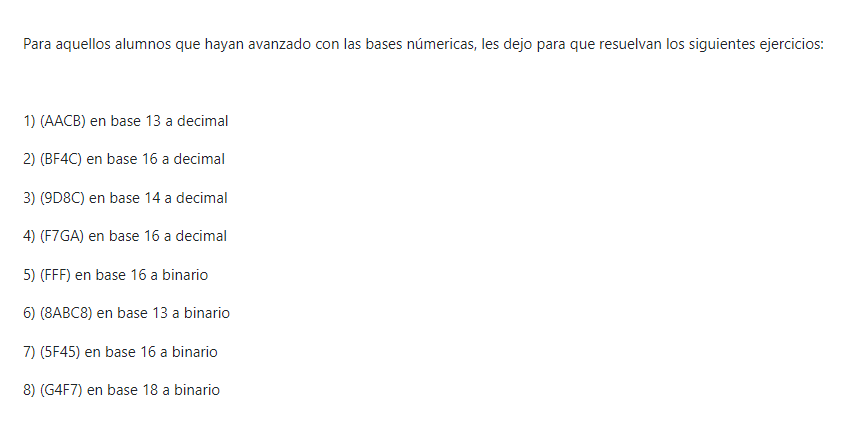 Para aquellos alumnos que hayan avanzado con las bases númericas, les dejo para que resuelvan los siguientes ejercicios:
1) (AACB) en base 13 a decimal
2) (BF4C) en base 16 a decimal
3) (9D8C) en base 14 a decimal
4) (F7GA) en base 16 a decimal
5) (FFF) en base 16 a binario
6) (8ABC8) en base 13 a binario
7) (5F45) en base 16 a binario
8) (G4F7) en base 18 a binario